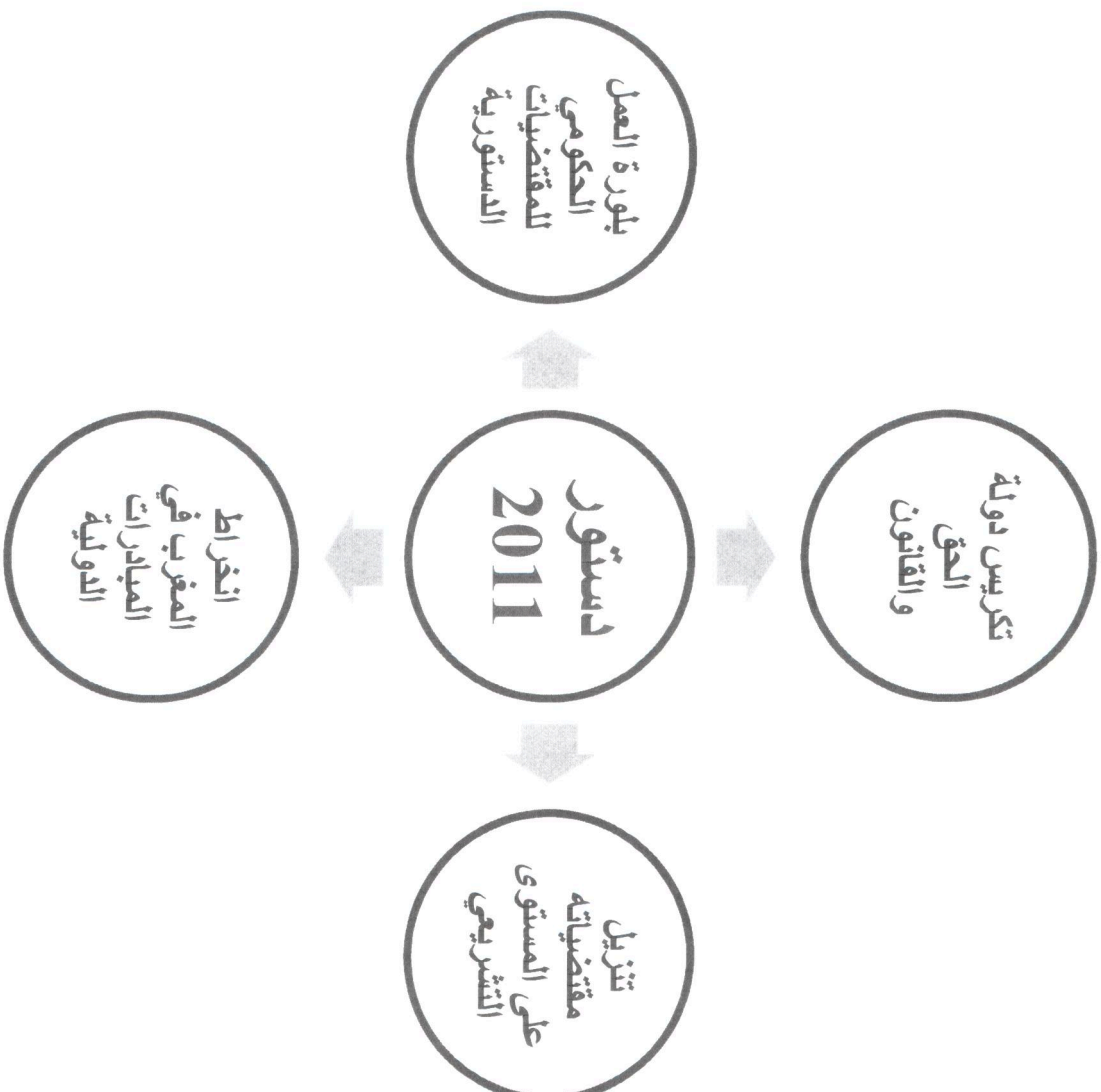 تكريس دولة
الحق
والقانون
تنزيل
مقتضياته
على المستوى
التشريعي
دستور
2011
بلورة العمل
الحكومي
للمقتضيات
الدستورية
انخراط
المغرب في
المبادرات
الدولية